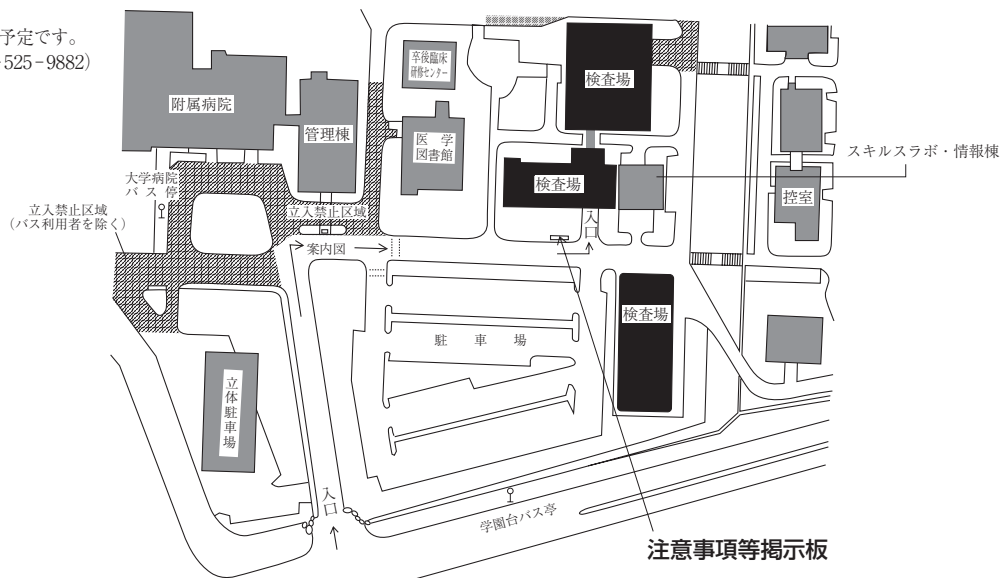 予定です。
-525-9882)
附属病院
管理棟
卒後臨床
研修センター
医学
図書館
検査場
検査場
スキルスラボ・情報棟
控室
大学病院
バス停
立入禁止区域
(バス利用者を除く)
立入禁止区域
案内図
入口
検査場
駐車場
立体駐車場
入口
学園台バス亭
注意事項等掲示板